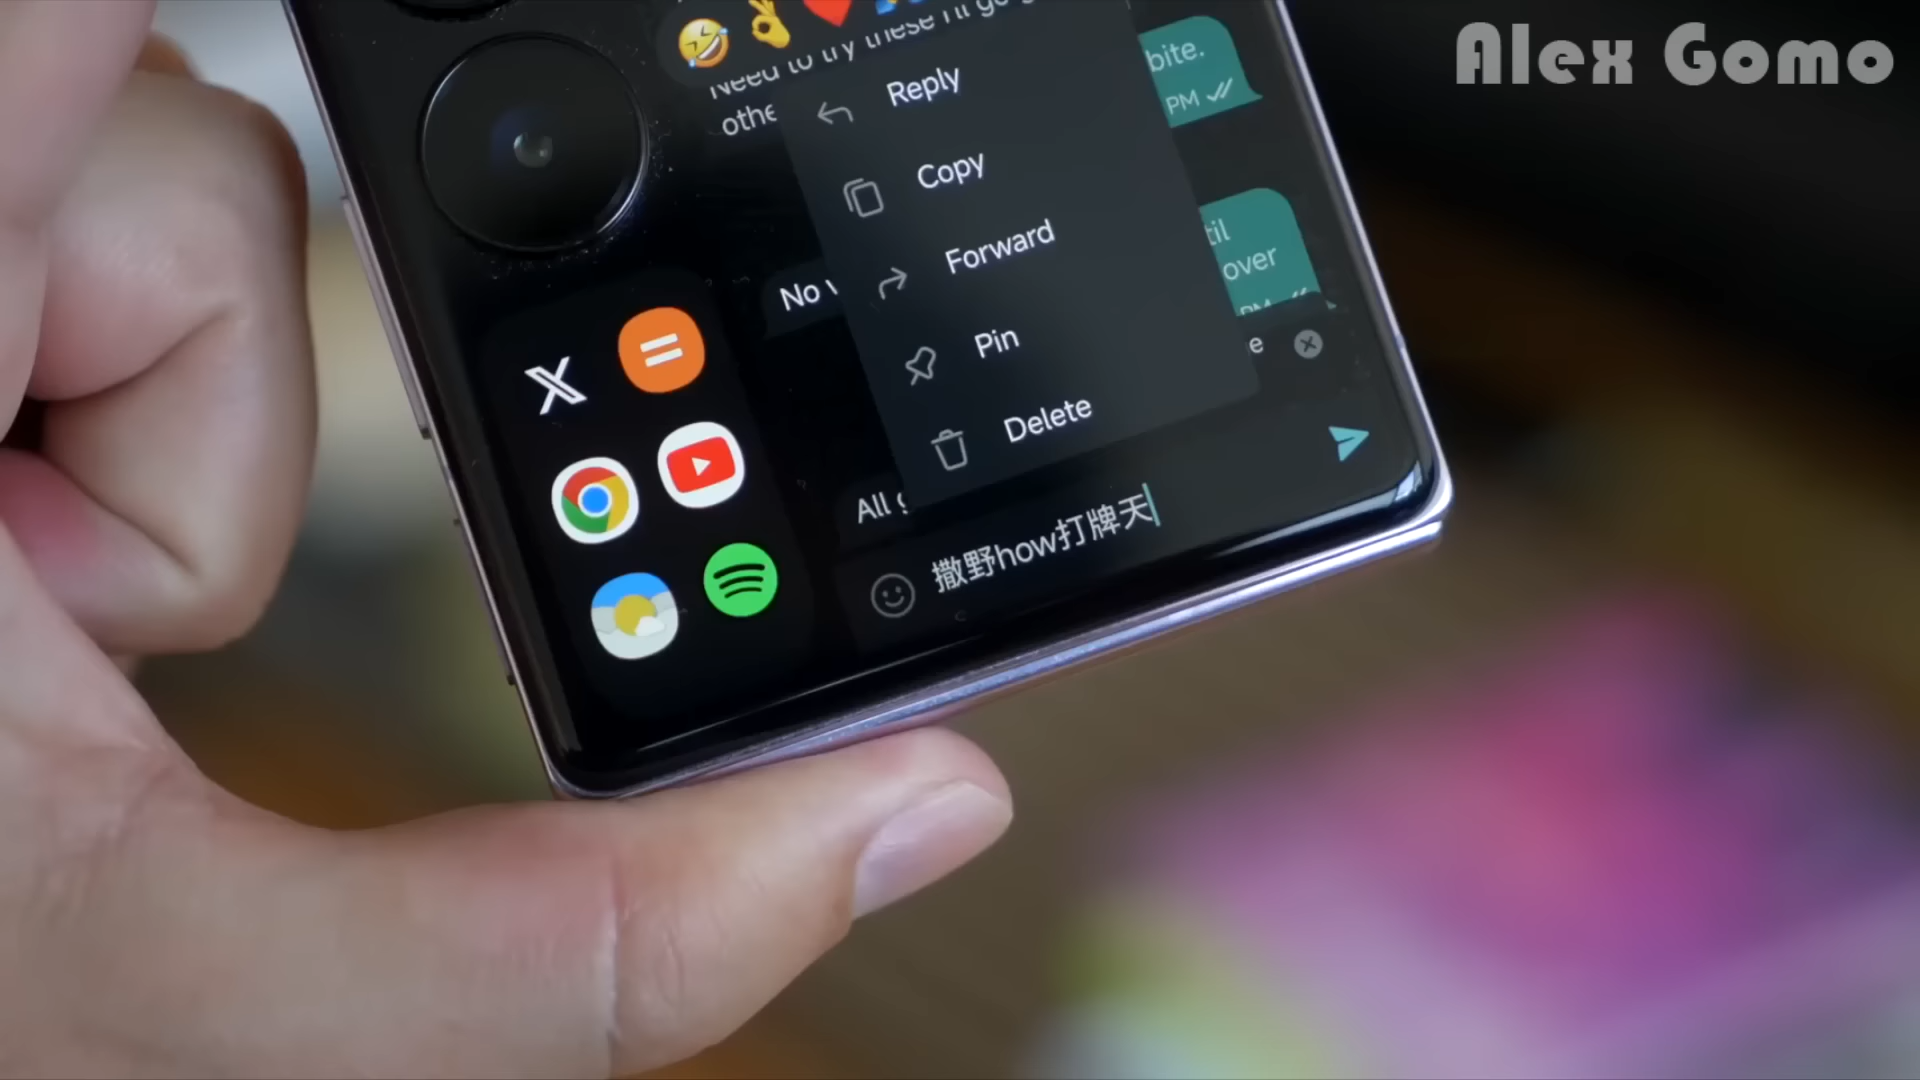 Alex Gomo
Need to try these I'll go
othe
bite.
PM
Reply
Copy
Forward
Pin
Delete
til
over
PM
No
e
All
撒野how打牌天